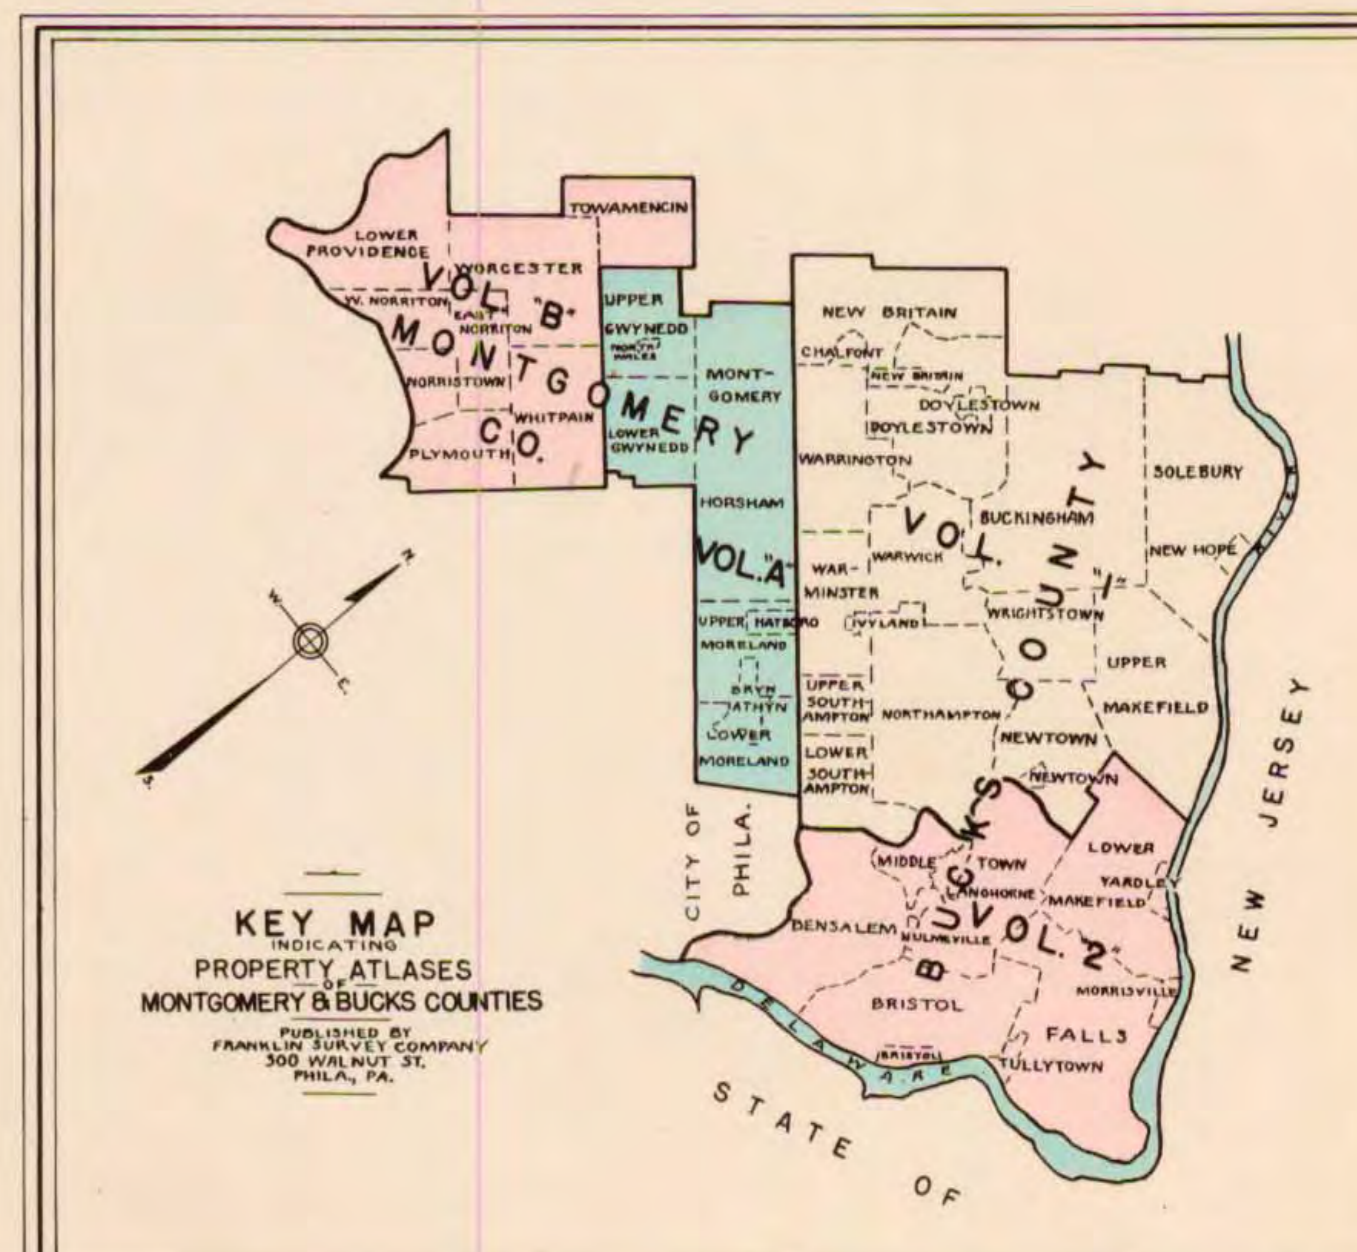 TOWAMENCIN
LOWER
PROVIDENCE
WORCESTER
VOL. "B"
W. NORRITON
EAST
NORRITON
MONTGOMERY
CO.
NORRISTOWN
WHITPAIN
PLYMOUTH
UPPER
GWYNEDD
NORTH
WALES
LOWER
GWYNEDD
MONT-
GOMERY
HORSHAM
VOL. "A"
UPPER
MORELAND
HATBORO
BRYN
ATHYN
LOWER
MORELAND
NEW BRITAIN
CHALFONT
NEW BRITAIN
DOYLESTOWN
DOYLESTOWN
WARRINGTON
BUCKINGHAM
SOLEBURY
NEW HOPE
VOL. "1"
WARWICK
WAR-
MINSTER
IVYLAND
WRIGHTSTOWN
UPPER
MAKEFIELD
UPPER
SOUTH-
AMPTON
NORTHAMPTON
NEWTOWN
NEWTOWN
LOWER
SOUTH-
AMPTON
BUCKS COUNTY
LOWER
MAKEFIELD
YARDLEY
MIDDLE TOWN
LANGHORNE
BENSALEM
HULMEVILLE
VOL. "2"
BRISTOL
MORRISVILLE
FALLS
BRISTOL
TULLYTOWN
DELAWARE
RIVER
CITY OF
PHILA.
STATE OF
NEW JERSEY
N.
W.
E.
S.
KEY MAP
INDICATING
PROPERTY ATLASES
OF
MONTGOMERY & BUCKS COUNTIES
PUBLISHED BY
FRANKLIN SURVEY COMPANY
500 WALNUT ST.
PHILA., PA.